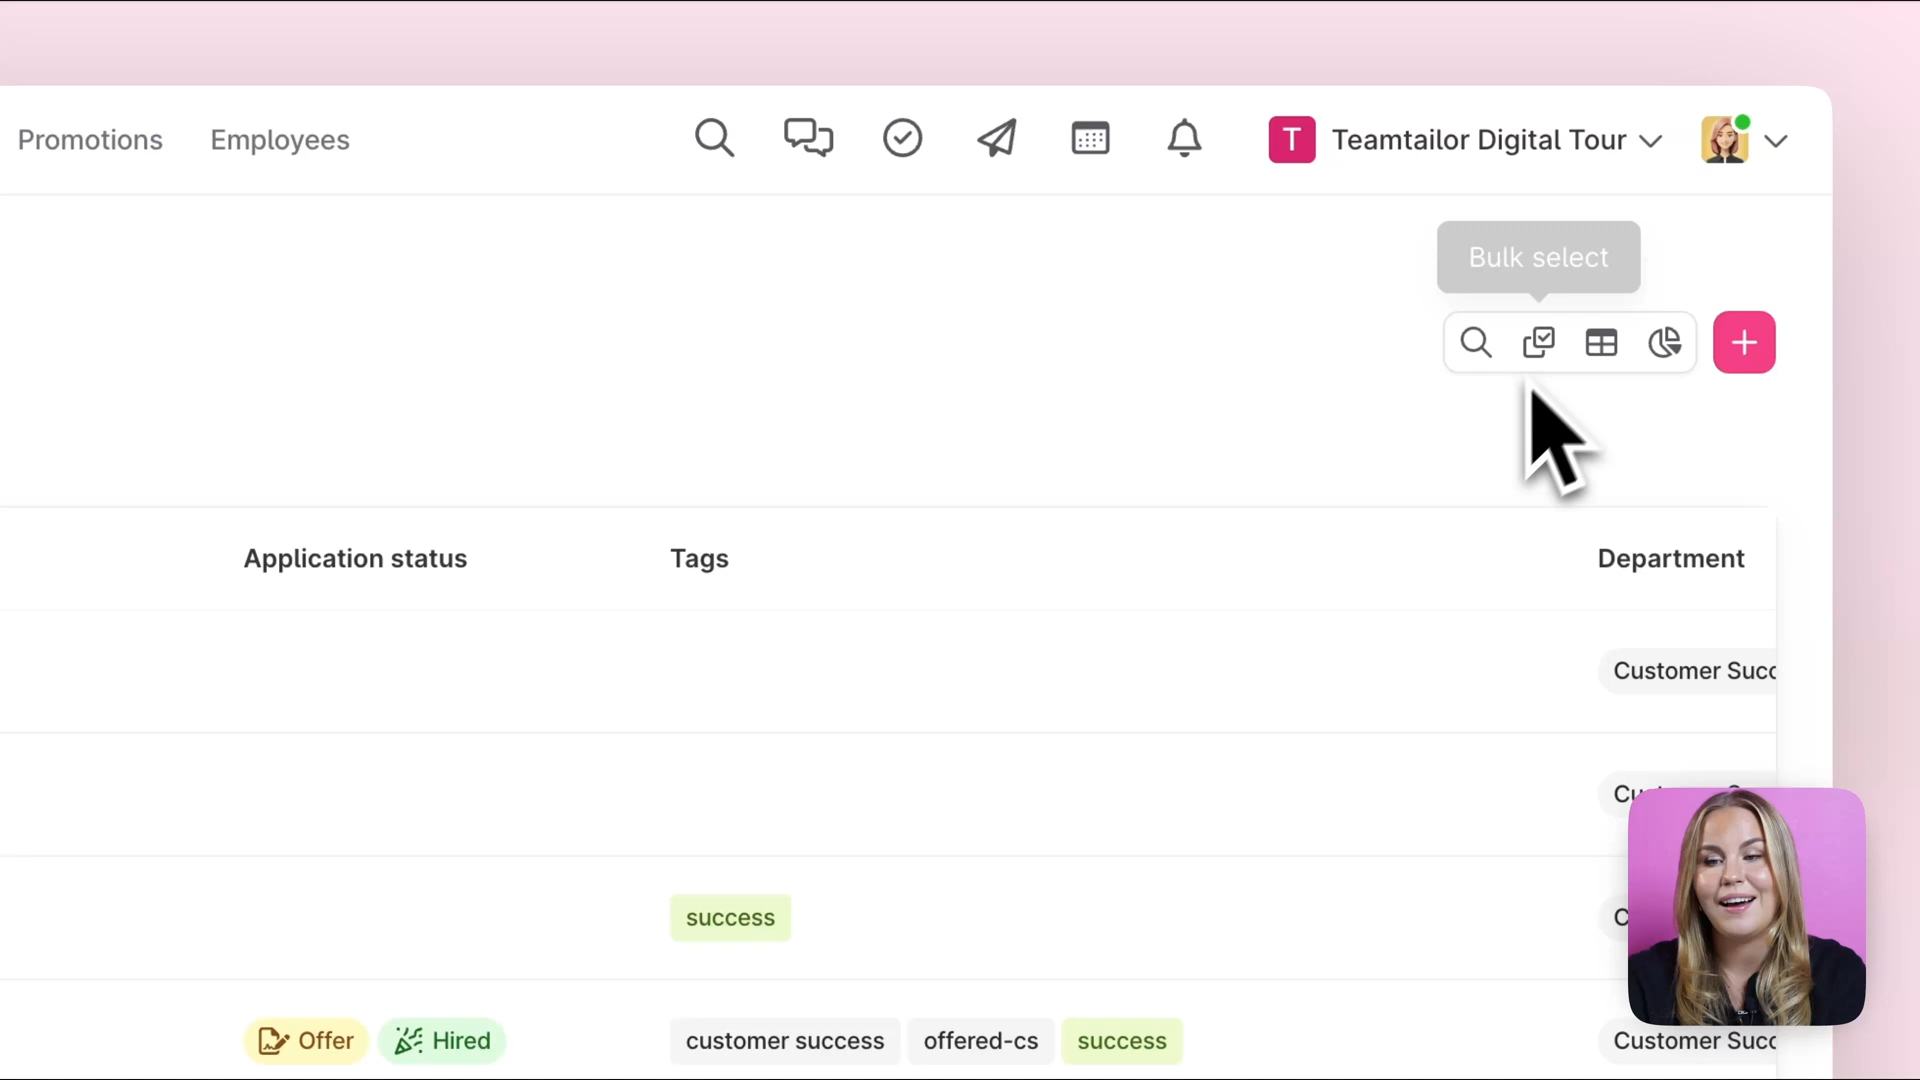 Promotions Employees T Teamtailor Digital Tour
Bulk select
Application status Tags Department
Customer Succ
success
Offer Hired customer success offered-cs success Customer Succ